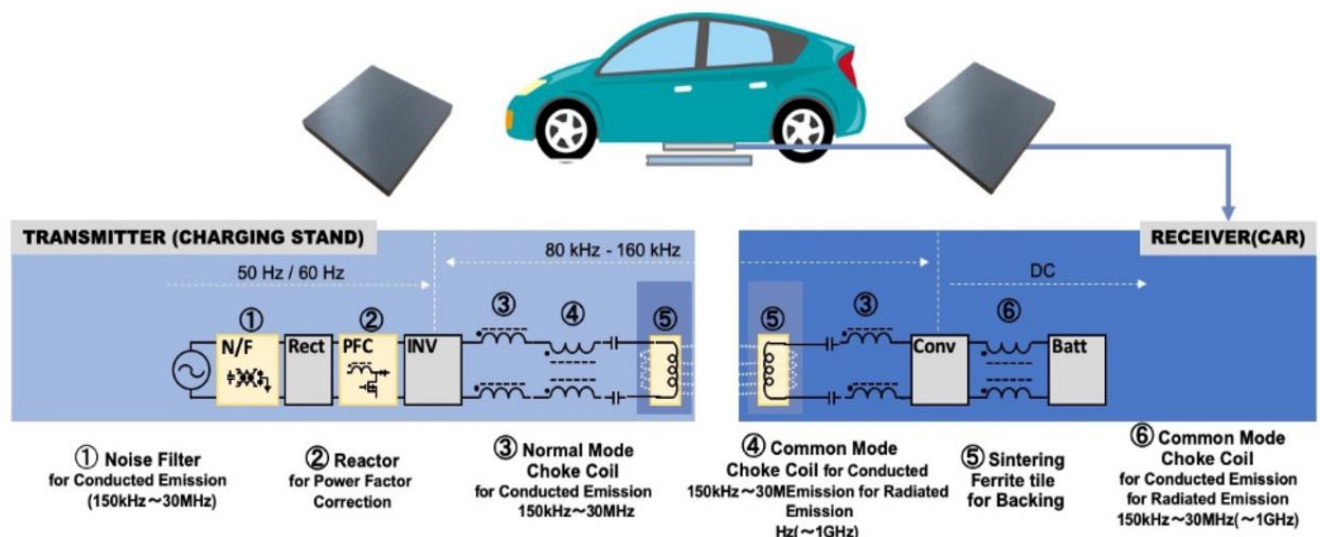 TRANSMITTER (CHARGING STAND)
RECEIVER(CAR)
80 kHz - 160 kHz
50 Hz / 60 Hz
DC
① ② ③ ④ ⑤ ⑤ ③ ⑥
N/F Rect PFC INV Conv Batt
① Noise Filter
for Conducted Emission
(150kHz～30MHz)
② Reactor
for Power Factor
Correction
③ Normal Mode
Choke Coil
for Conducted Emission
150kHz～30MHz
④ Common Mode
Choke Coil for Conducted
150kHz～30MEmission for Radiated
Emission
Hz(～1GHz)
⑤ Sintering
Ferrite tile
for Backing
⑥ Common Mode
Choke Coil
for Conducted Emission
for Radiated Emission
150kHz～30MHz(～1GHz)